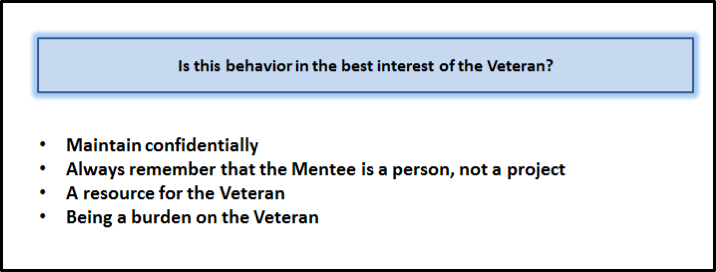 Is this behavior in the best interest of the Veteran?
• Maintain confidentially
• Always remember that the Mentee is a person, not a project
• A resource for the Veteran
• Being a burden on the Veteran